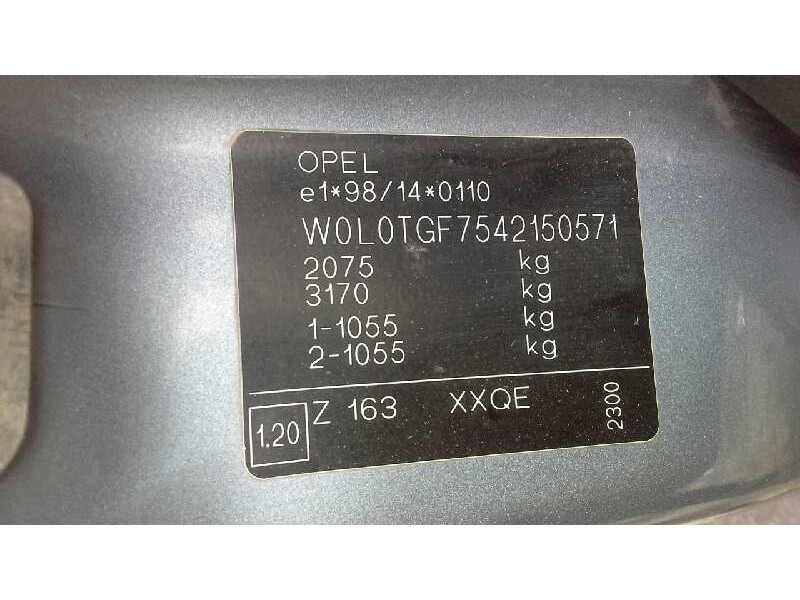 OPEL
e1*98/14*0110
W0L0TGF7542150571
2075 kg
3170 kg
1-1055 kg
2-1055 kg
1.20 Z 163 XXQE 2300